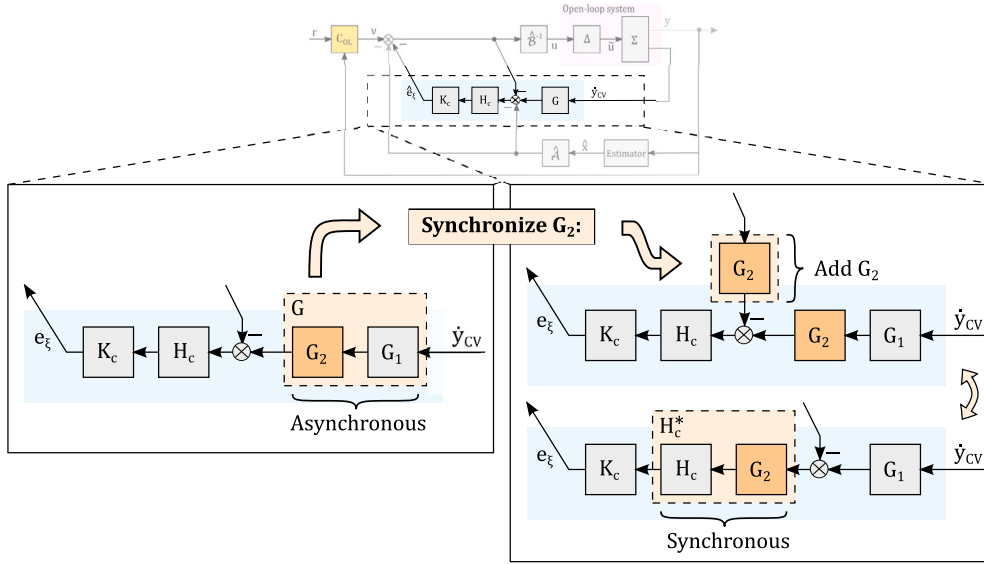 Open-loop system
r
C_OL
ν
−
−
B̂⁻¹
u
Δ
ũ
Σ
y
ê_ξ
K_c
H_c
−
−
G
ẏ_CV
Â
x̂
Estimator
Synchronize G₂:
G
e_ξ
K_c
H_c
−
G₂
G₁
ẏ_CV
Asynchronous
G₂
Add G₂
e_ξ
K_c
H_c
−
G₂
G₁
ẏ_CV
H_c*
e_ξ
K_c
H_c
G₂
−
G₁
ẏ_CV
Synchronous